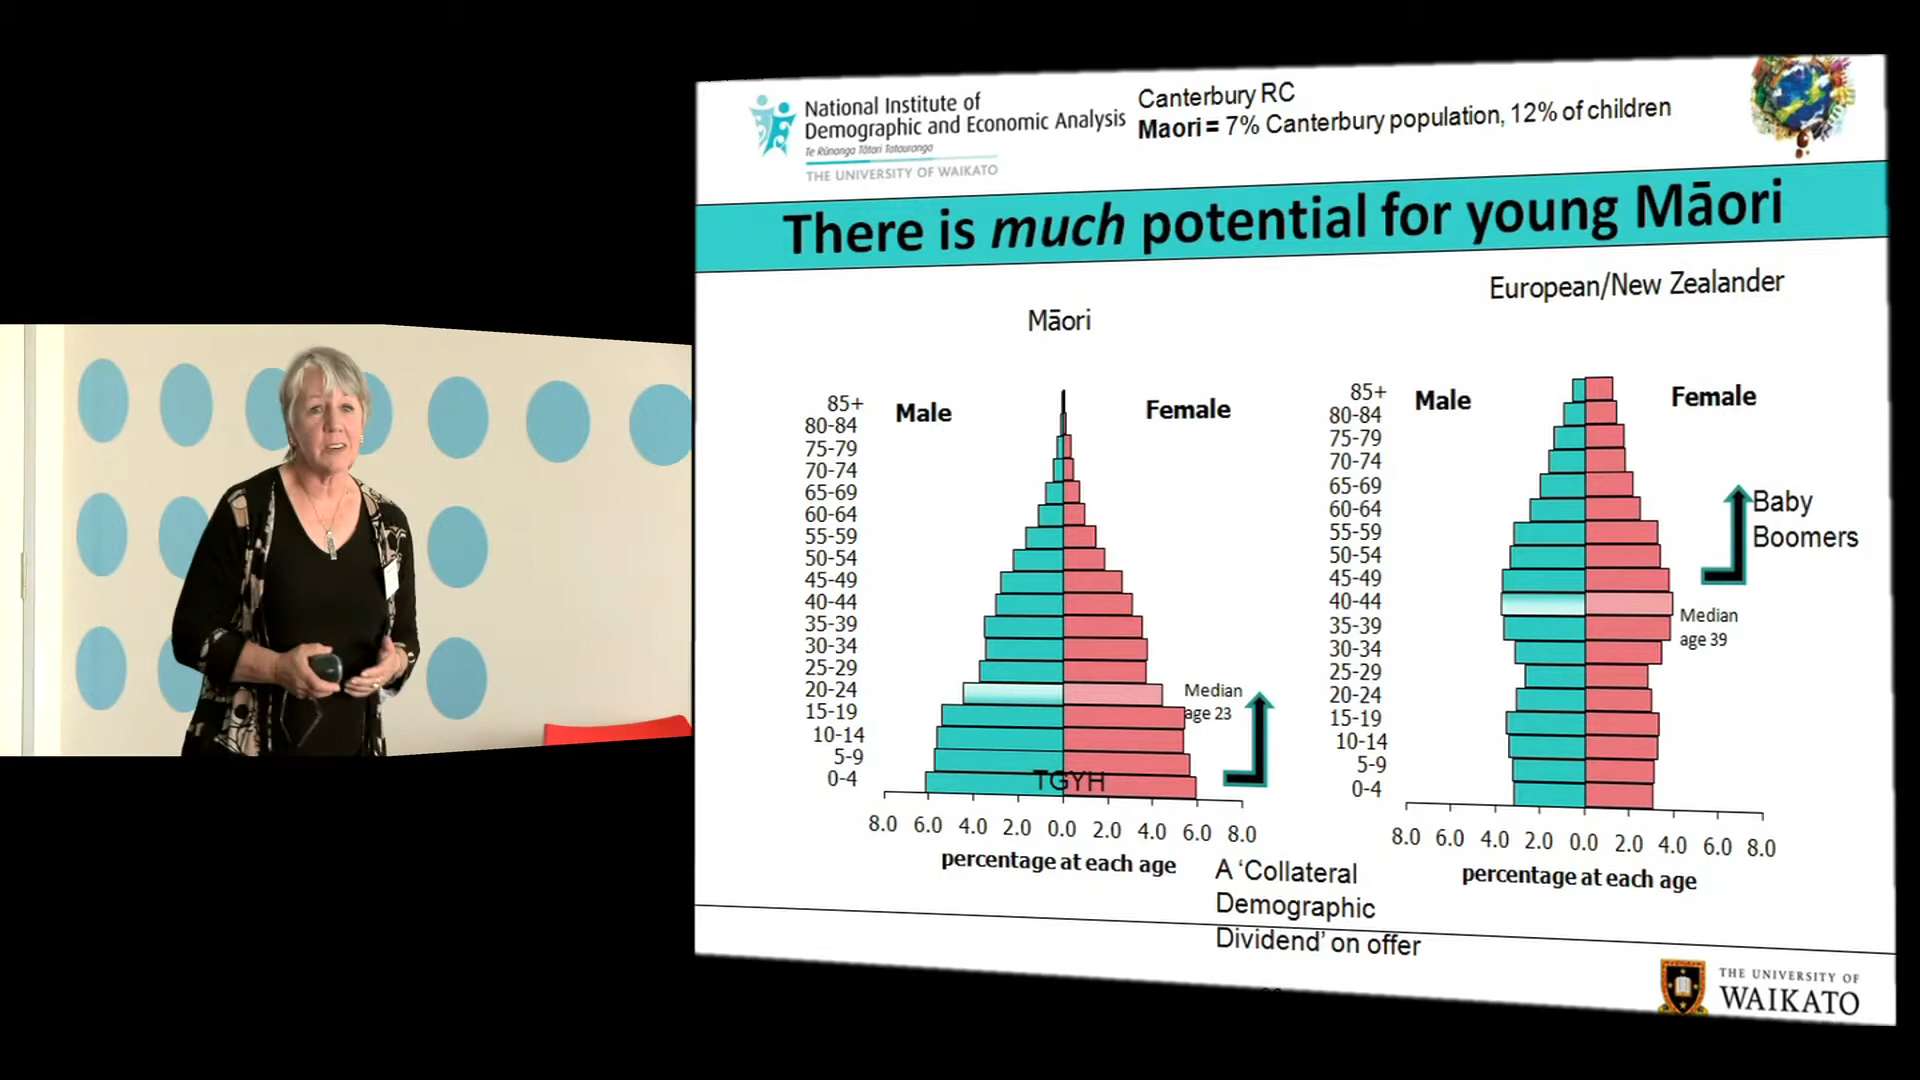 National Institute of
Demographic and Economic Analysis
Te Rūnanga Tātari Tatauranga
THE UNIVERSITY OF WAIKATO
Canterbury RC
Maori = 7% Canterbury population, 12% of children
There is much potential for young Māori
Māori
Male
Female
85+
80-84
75-79
70-74
65-69
60-64
55-59
50-54
45-49
40-44
35-39
30-34
25-29
20-24
15-19
10-14
5-9
0-4
Median
age 23
TGYH
8.0 6.0 4.0 2.0 0.0 2.0 4.0 6.0 8.0
percentage at each age
European/New Zealander
Male
Female
85+
80-84
75-79
70-74
65-69
60-64
55-59
50-54
45-49
40-44
35-39
30-34
25-29
20-24
15-19
10-14
5-9
0-4
Baby
Boomers
Median
age 39
8.0 6.0 4.0 2.0 0.0 2.0 4.0 6.0 8.0
percentage at each age
A ‘Collateral
Demographic
Dividend’ on offer
THE UNIVERSITY OF
WAIKATO